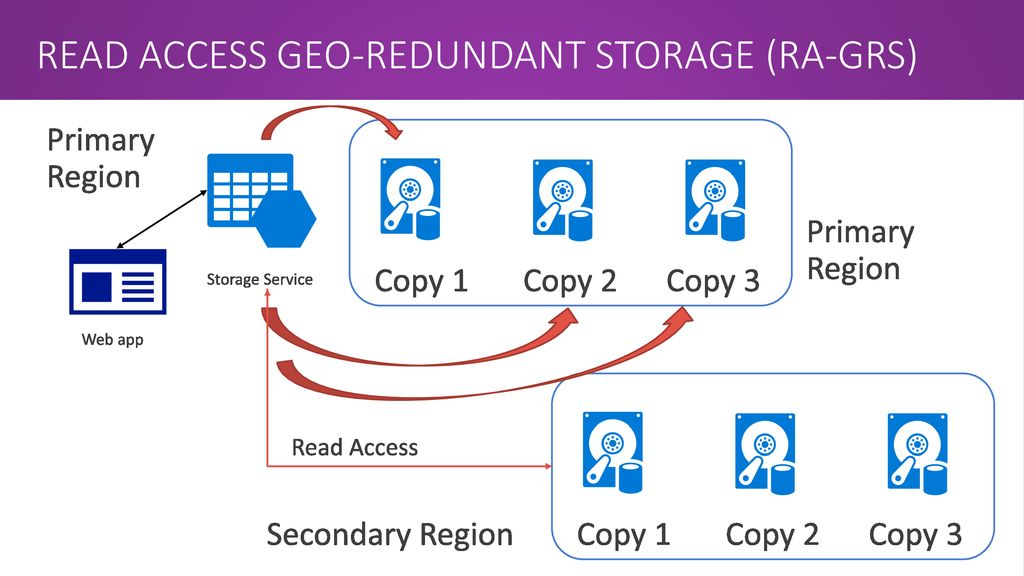 READ ACCESS GEO-REDUNDANT STORAGE (RA-GRS)
Primary
Region
Storage Service
Web app
Copy 1
Copy 2
Copy 3
Primary
Region
Read Access
Secondary Region
Copy 1
Copy 2
Copy 3